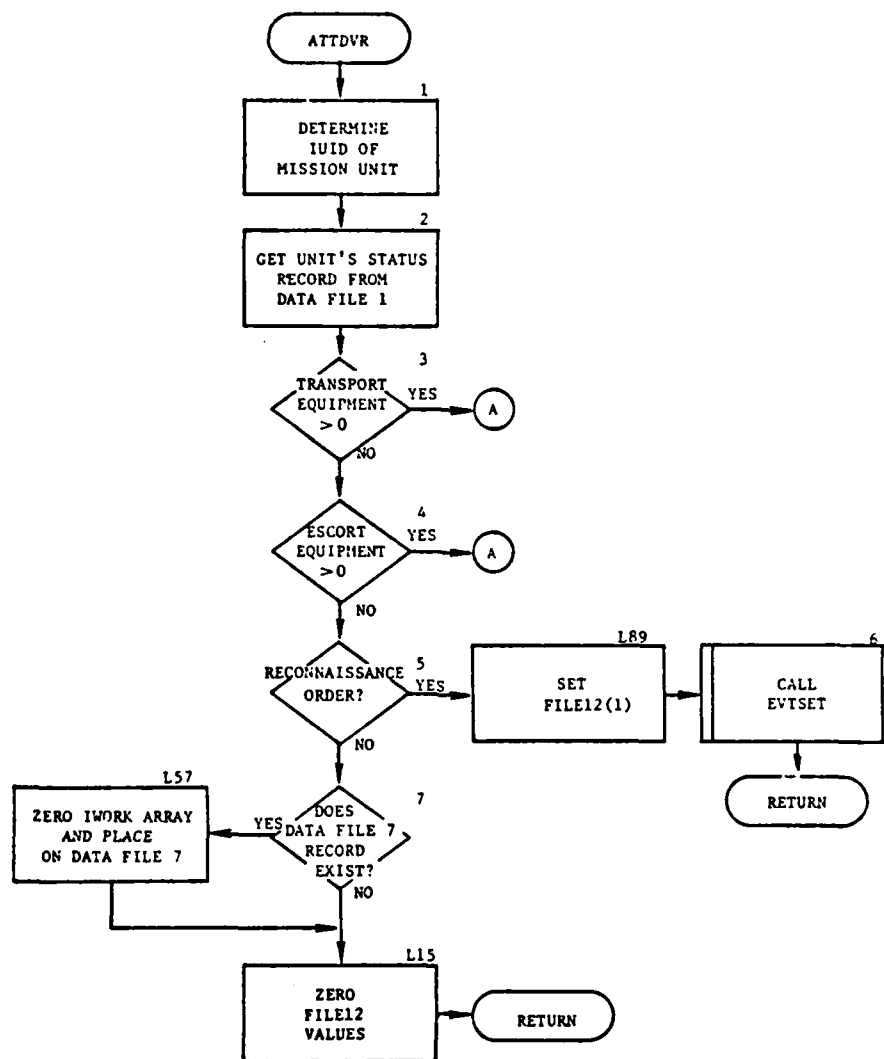 ATTDVR
1
DETERMINE
IUID OF
MISSION UNIT
2
GET UNIT'S STATUS
RECORD FROM
DATA FILE 1
3
TRANSPORT
EQUIPMENT
>0
YES
A
NO
4
ESCORT
EQUIPMENT
>0
YES
A
NO
5
RECONNAISSANCE
ORDER?
YES
L89
SET
FILE12(1)
6
CALL
EVTSET
RETURN
NO
7
DOES
DATA FILE 7
RECORD
EXIST?
YES
L57
ZERO IWORK ARRAY
AND PLACE
ON DATA FILE 7
NO
L15
ZERO
FILE12
VALUES
RETURN